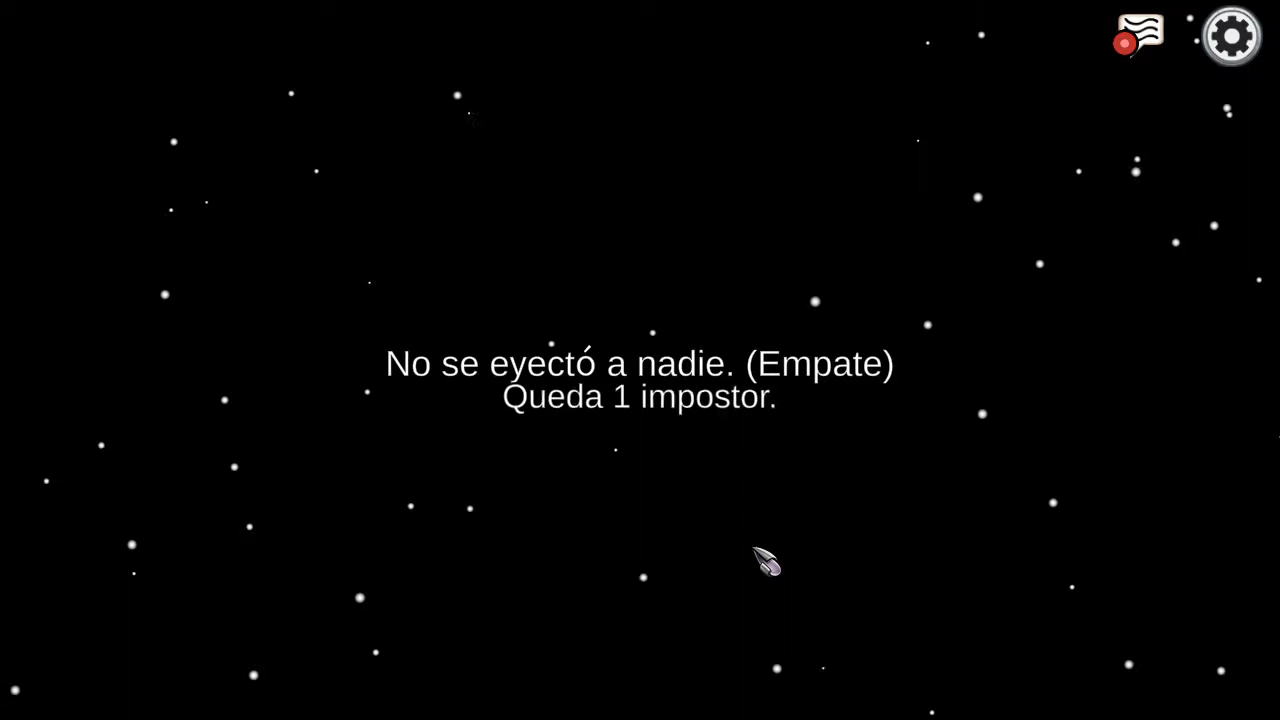 No se eyectó a nadie. (Empate)
Queda 1 impostor.